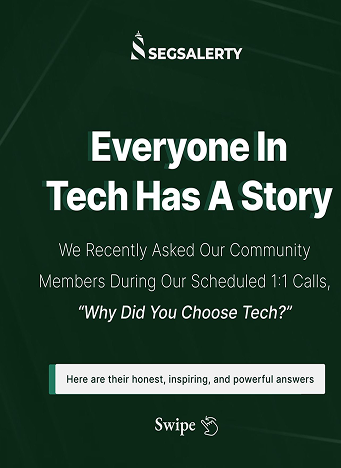 SEGSALERTY
Everyone In
Tech Has A Story
We Recently Asked Our Community
Members During Our Scheduled 1:1 Calls,
“Why Did You Choose Tech?”
Here are their honest, inspiring, and powerful answers
Swipe